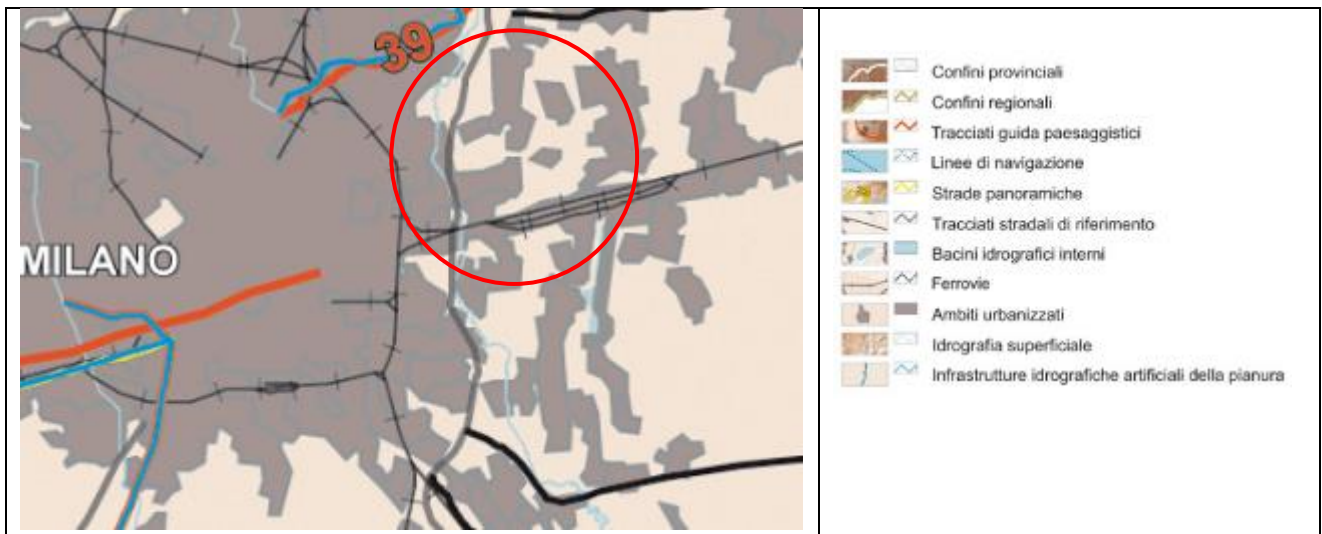 39
MILANO
Confini provinciali
Confini regionali
Tracciati guida paesaggistici
Linee di navigazione
Strade panoramiche
Tracciati stradali di riferimento
Bacini idrografici interni
Ferrovie
Ambiti urbanizzati
Idrografia superficiale
Infrastrutture idrografiche artificiali della pianura